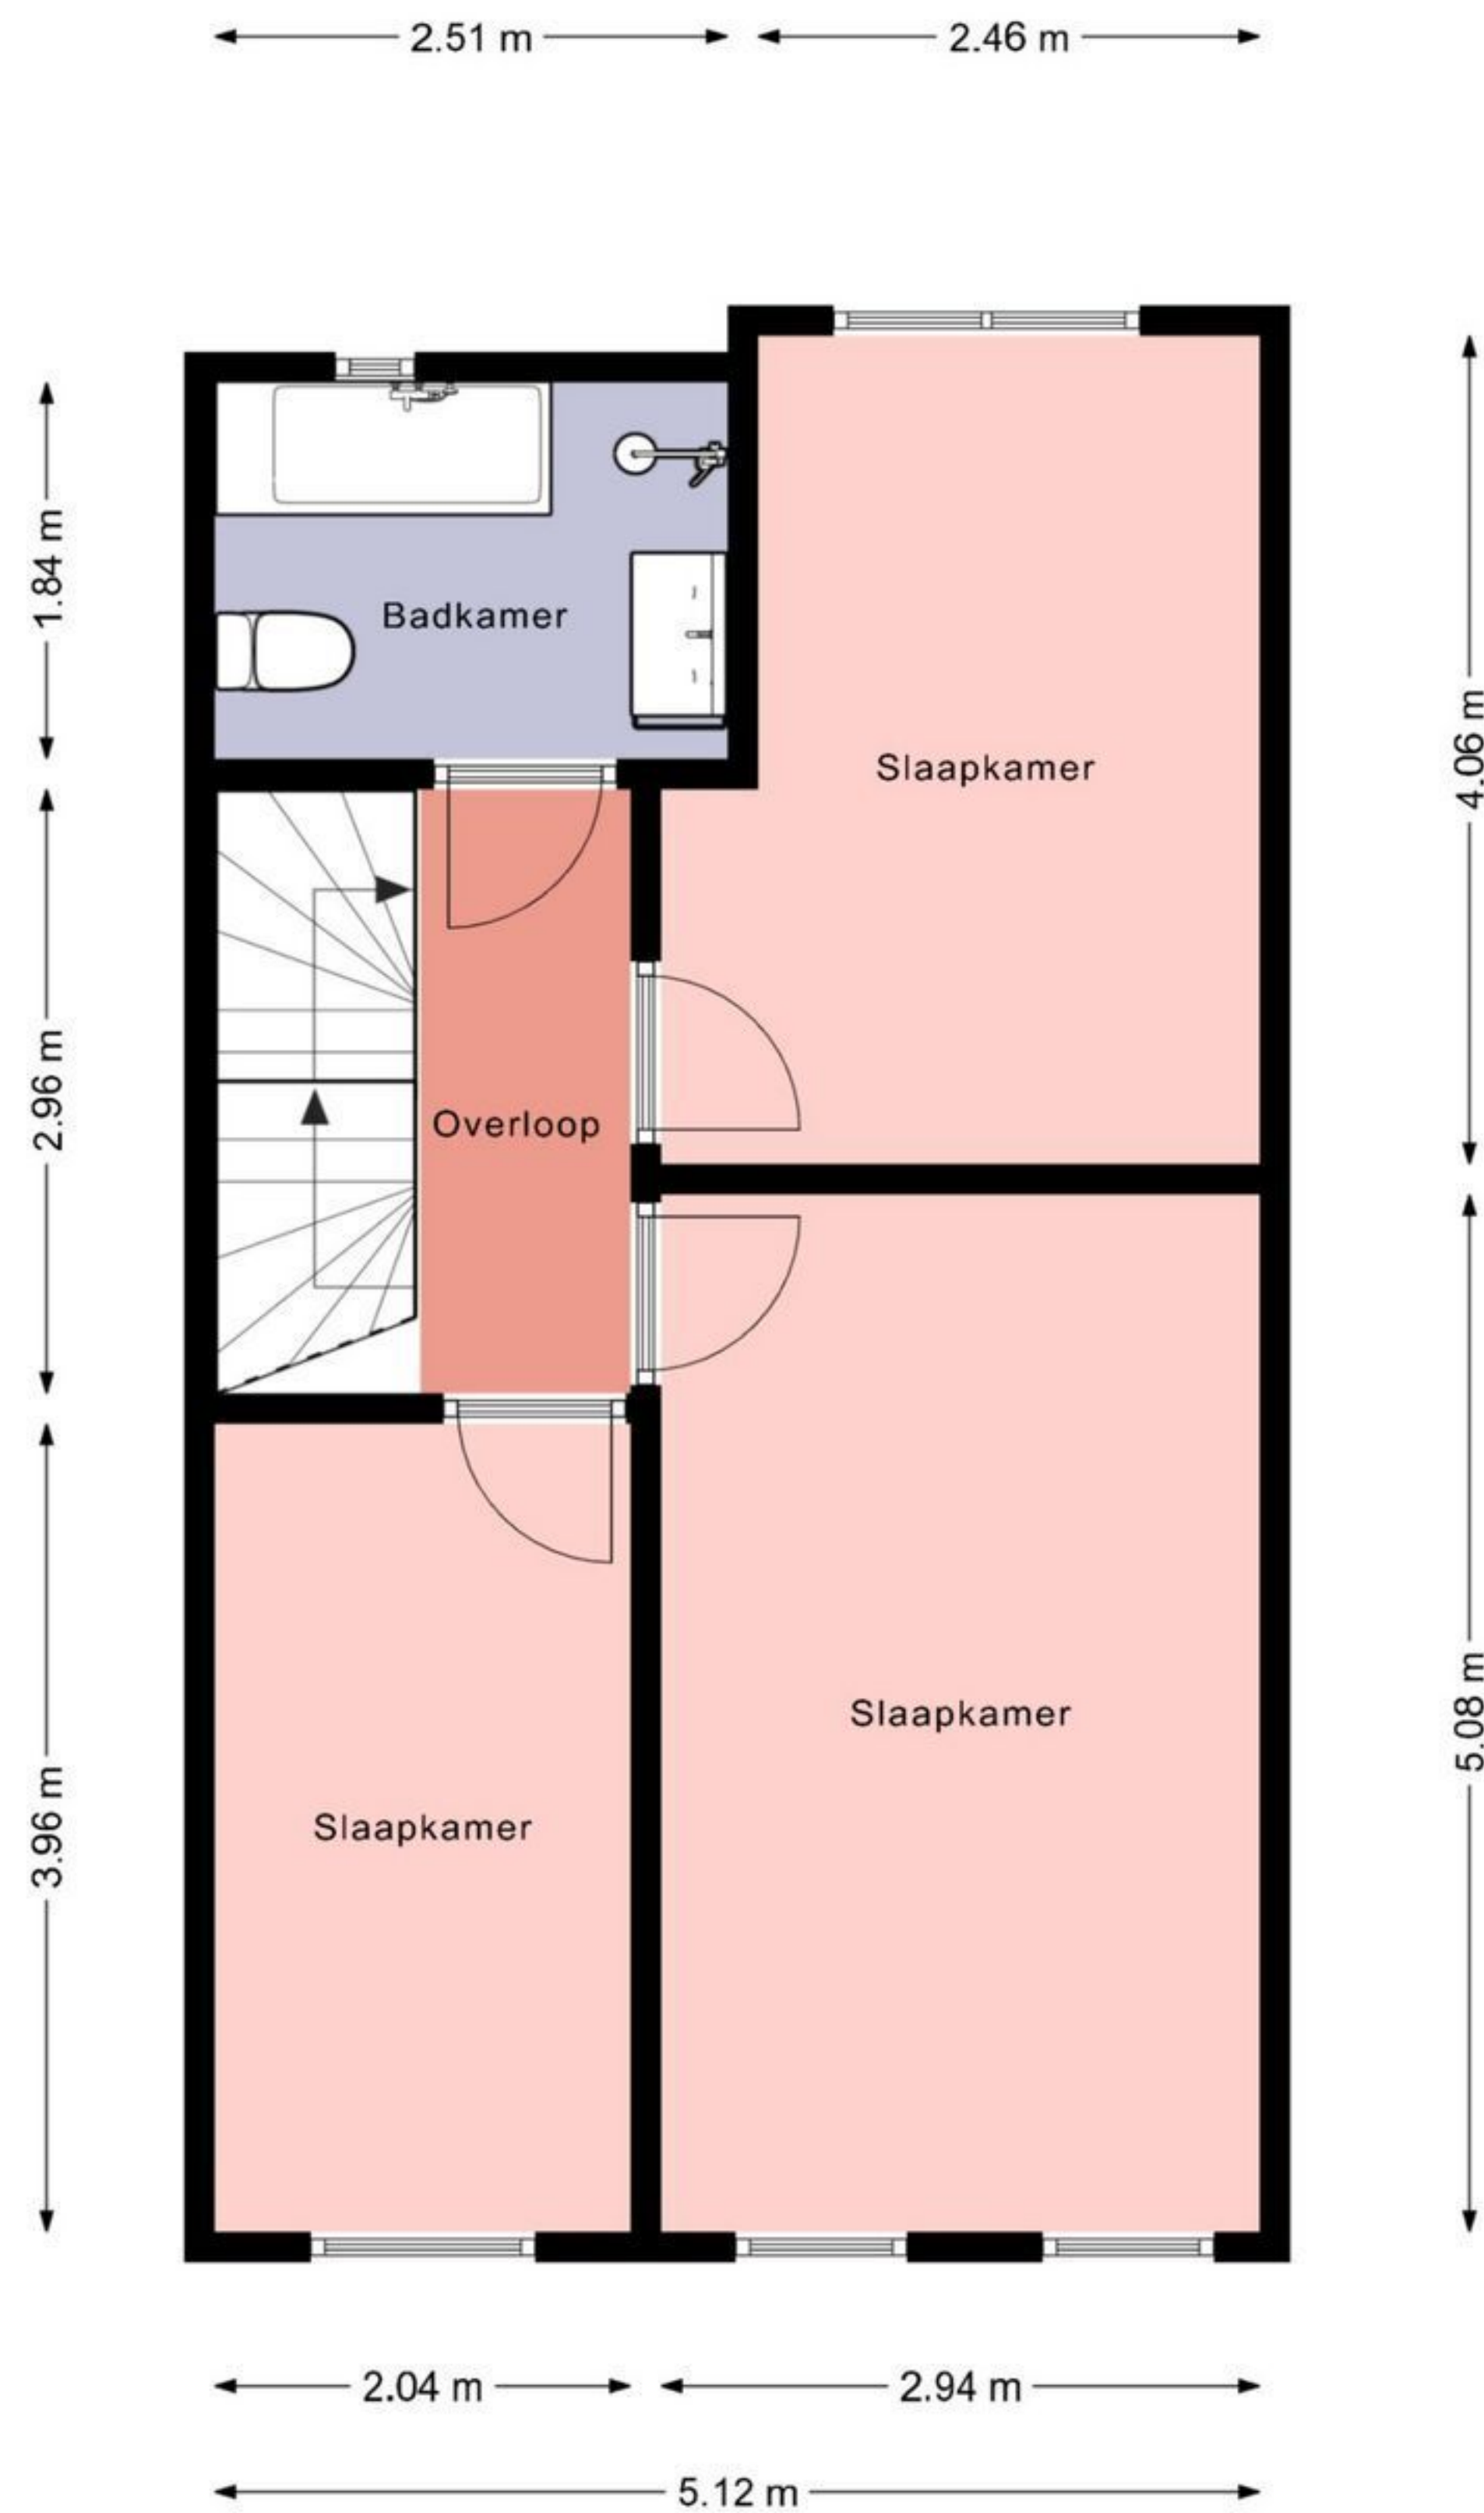 2.51 m
2.46 m
1.84 m
Badkamer
Slaapkamer
4.06 m
2.96 m
Overloop
Slaapkamer
5.08 m
3.96 m
Slaapkamer
2.04 m
2.94 m
5.12 m